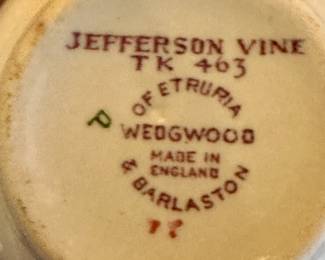 JEFFERSON VINE
TK 463
OF ETRURIA
P
WEDGWOOD
MADE IN
ENGLAND
& BARLASTON